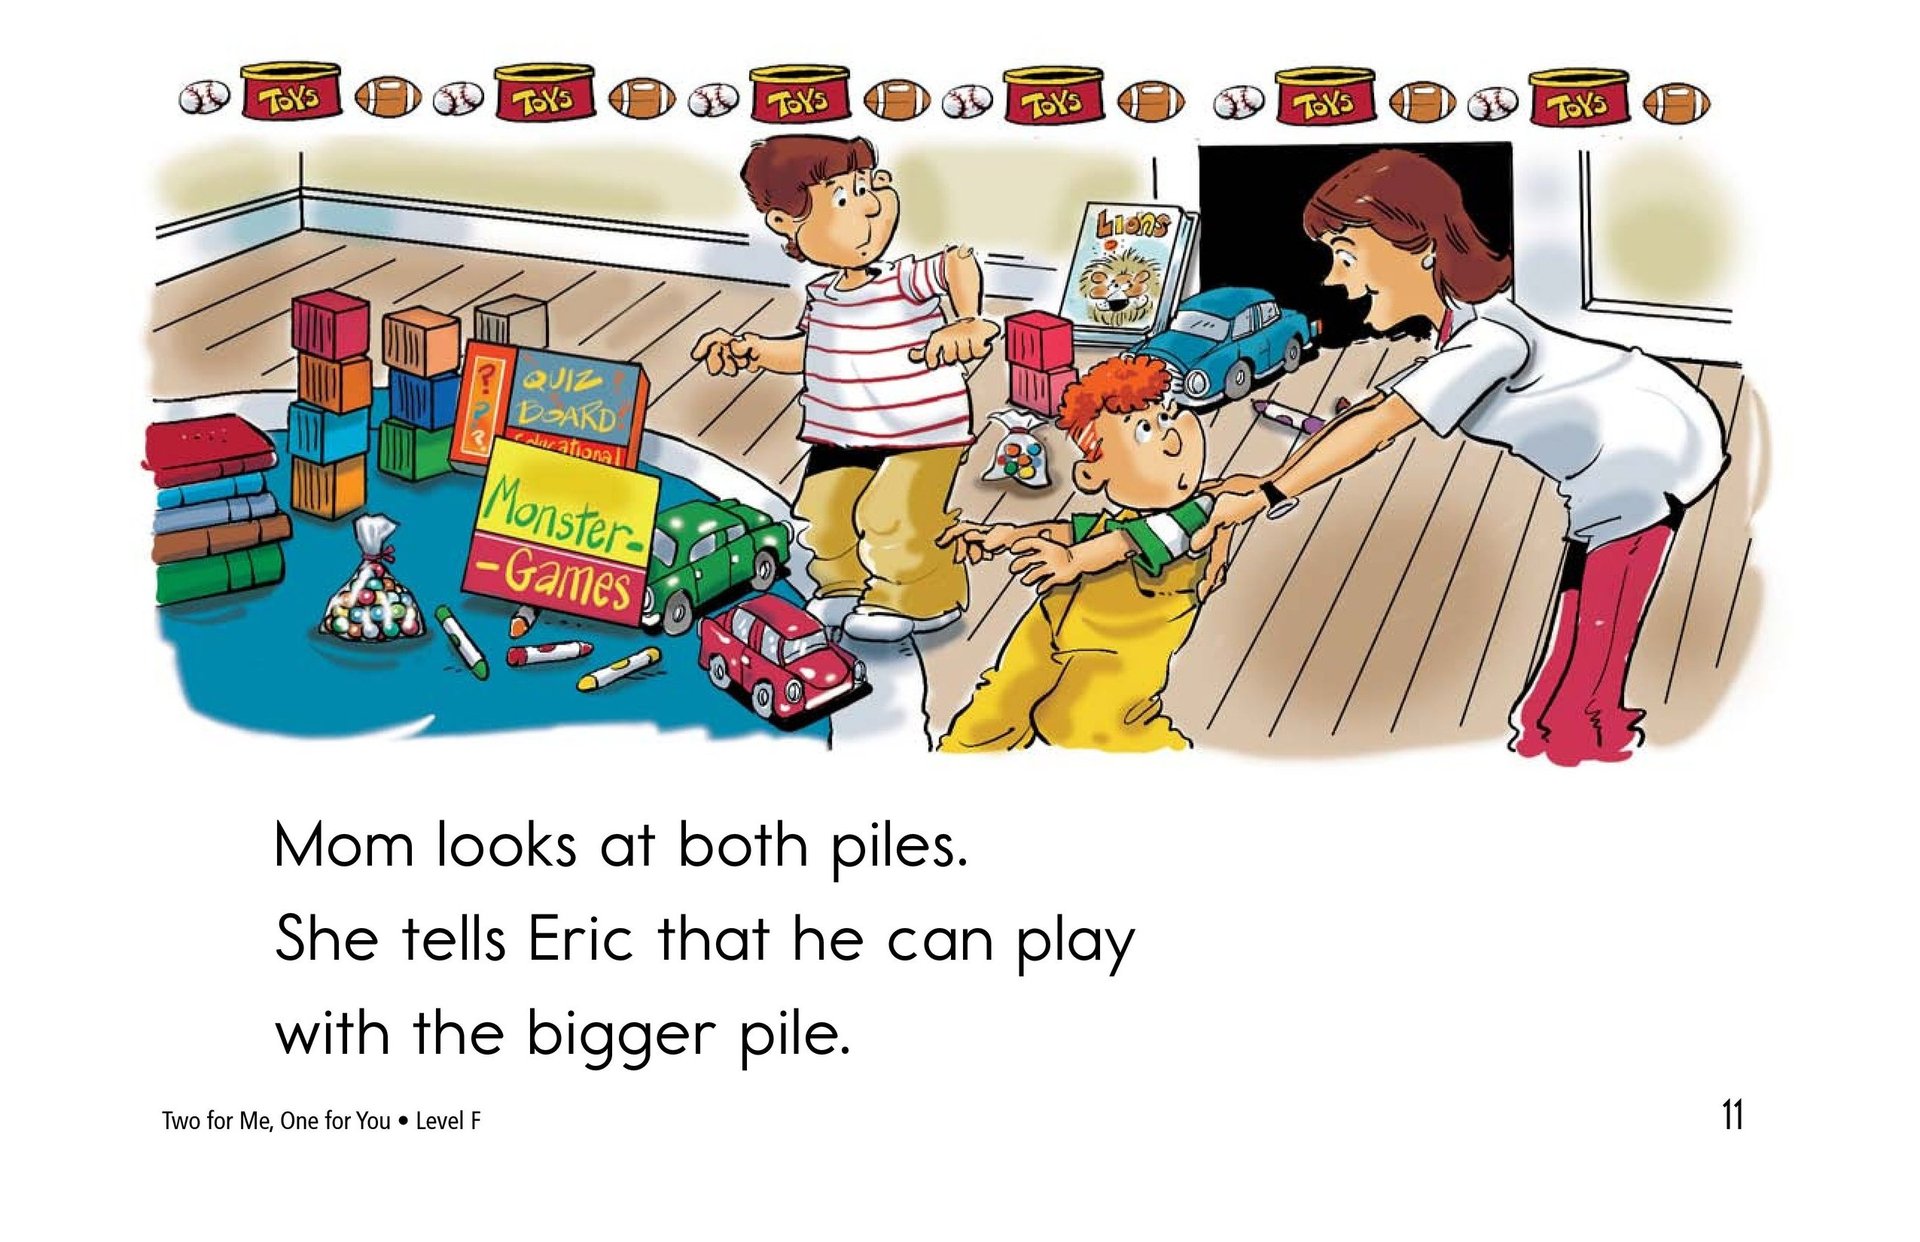 TOYS TOYS TOYS TOYS TOYS TOYS
Lions
QUIZ
BOARD
Educational
? ? ?
Monster-
-Games
Mom looks at both piles.
She tells Eric that he can play
with the bigger pile.
Two for Me, One for You • Level F
11